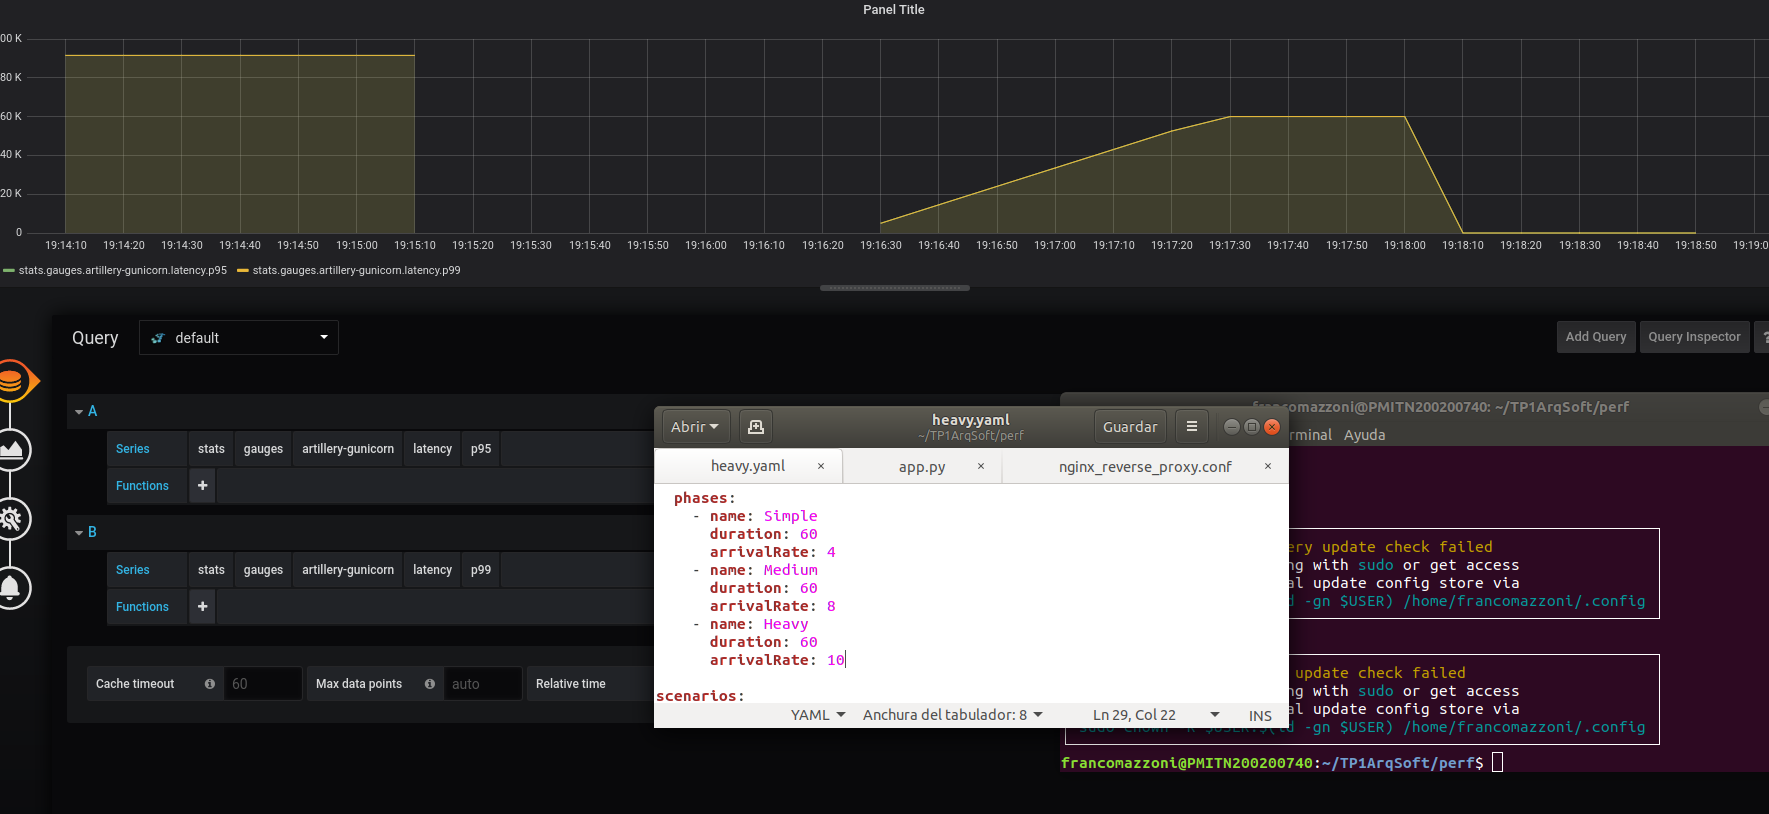 Panel Title
00 K
80 K
60 K
40 K
20 K
0
19:14:10 19:14:20 19:14:30 19:14:40 19:14:50 19:15:00 19:15:10 19:15:20 19:15:30 19:15:40 19:15:50 19:16:00 19:16:10 19:16:20 19:16:30 19:16:40 19:16:50 19:17:00 19:17:10 19:17:20 19:17:30 19:17:40 19:17:50 19:18:00 19:18:10 19:18:20 19:18:30 19:18:40 19:18:50 19:19:0
stats.gauges.artillery-gunicorn.latency.p95 stats.gauges.artillery-gunicorn.latency.p99
Query default Add Query Query Inspector ?
A
Series stats gauges artillery-gunicorn latency p95
Functions +
B
Series stats gauges artillery-gunicorn latency p99
Functions +
Cache timeout 60 Max data points auto Relative time
Abrir heavy.yaml Guardar
~/TP1ArqSoft/perf
heavy.yaml × app.py × nginx_reverse_proxy.conf ×
phases:
- name: Simple
duration: 60
arrivalRate: 4
- name: Medium
duration: 60
arrivalRate: 8
- name: Heavy
duration: 60
arrivalRate: 10
scenarios:
YAML Anchura del tabulador: 8 Ln 29, Col 22 INS
francomazzoni@PMITN200200740: ~/TP1ArqSoft/perf
rminal Ayuda
ery update check failed
ng with sudo or get access
al update config store via
d -gn $USER) /home/francomazzoni/.config
update check failed
ng with sudo or get access
al update config store via
sudo chown -R $USER:$(id -gn $USER) /home/francomazzoni/.config
francomazzoni@PMITN200200740:~/TP1ArqSoft/perf$